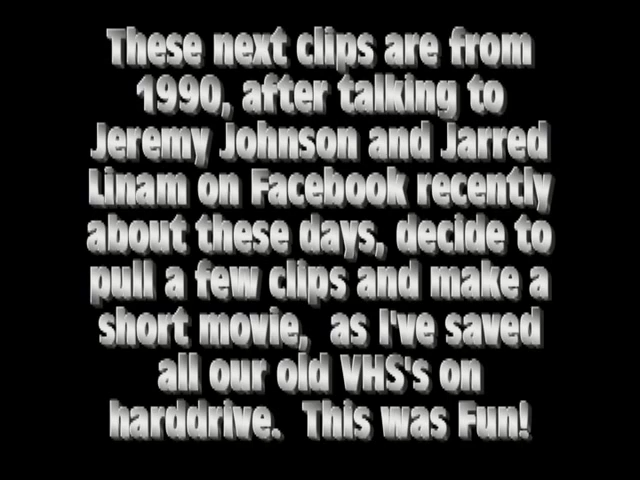 These next clips are from
1990, after talking to
Jeremy Johnson and Jarred
Linam on Facebook recently
about these days, decide to
pull a few clips and make a
short movie,  as I've saved
all our old VHS's on
harddrive.  This was Fun!